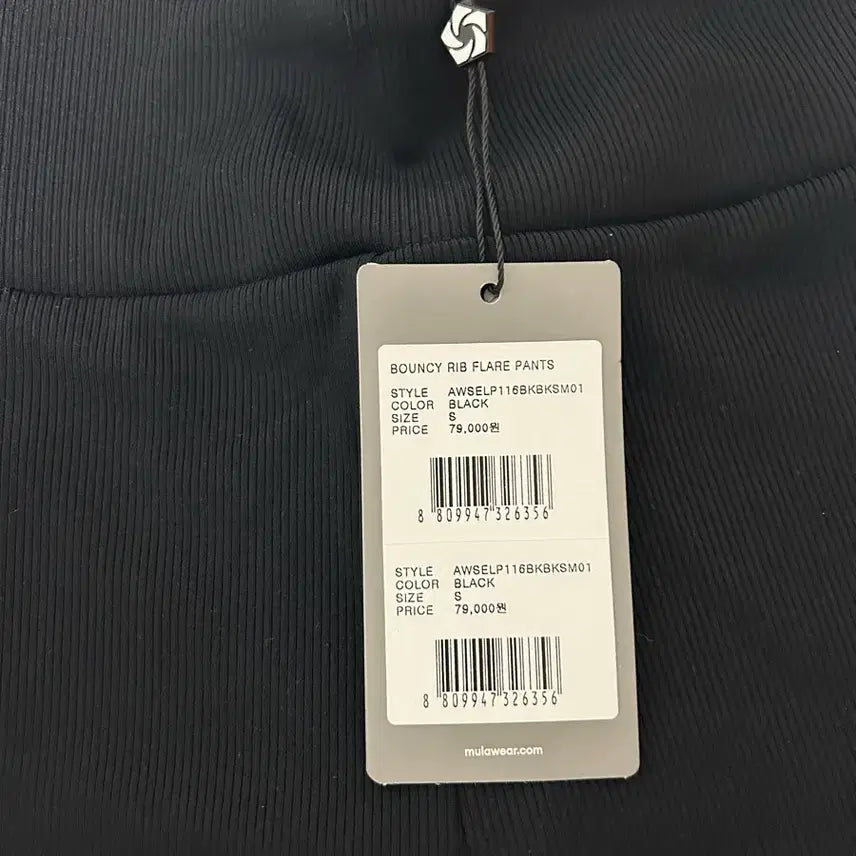 BOUNCY RIB FLARE PANTS
STYLE AWSELP116BKBKSM01
COLOR BLACK
SIZE S
PRICE 79,000원
8 809947 326356
STYLE AWSELP116BKBKSM01
COLOR BLACK
SIZE S
PRICE 79,000원
8 809947 326356
mulawear.com